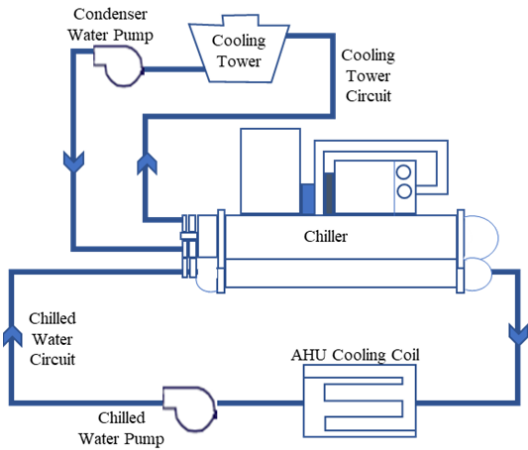 Condenser
Water Pump
Cooling
Tower
Cooling
Tower
Circuit
Chiller
Chilled
Water
Circuit
AHU Cooling Coil
Chilled
Water Pump